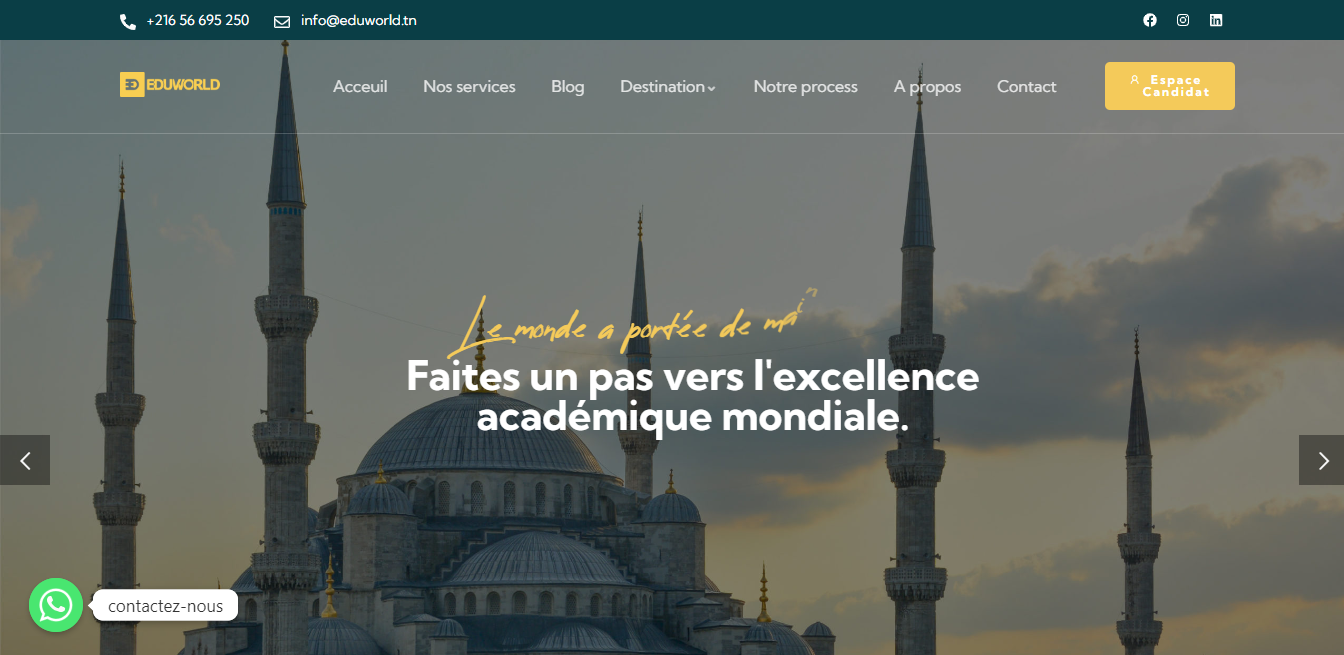 +216 56 695 250 info@eduworld.tn
EDUWORLD Acceuil Nos services Blog Destination Notre process A propos Contact Espace
Candidat
Le monde a portée de main
Faites un pas vers l'excellence
académique mondiale.
contactez-nous